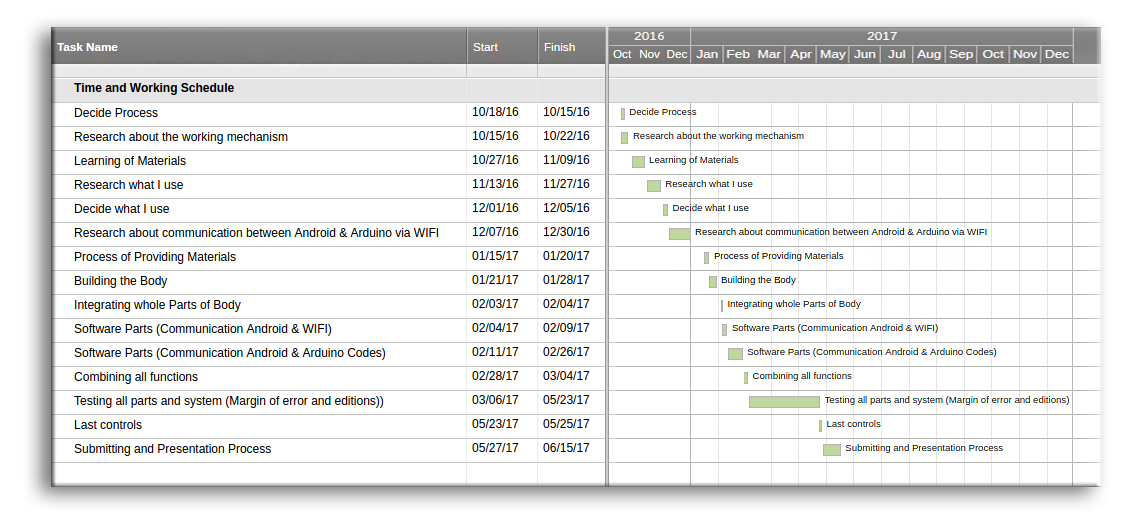 2016 2017
Task Name Start Finish
Oct Nov Dec Jan Feb Mar Apr May Jun Jul Aug Sep Oct Nov Dec
Time and Working Schedule
Decide Process 10/18/16 10/15/16 Decide Process
Research about the working mechanism 10/15/16 10/22/16 Research about the working mechanism
Learning of Materials 10/27/16 11/09/16 Learning of Materials
Research what I use 11/13/16 11/27/16 Research what I use
Decide what I use 12/01/16 12/05/16 Decide what I use
Research about communication between Android & Arduino via WIFI 12/07/16 12/30/16 Research about communication between Android & Arduino via WIFI
Process of Providing Materials 01/15/17 01/20/17 Process of Providing Materials
Building the Body 01/21/17 01/28/17 Building the Body
Integrating whole Parts of Body 02/03/17 02/04/17 Integrating whole Parts of Body
Software Parts (Communication Android & WIFI) 02/04/17 02/09/17 Software Parts (Communication Android & WIFI)
Software Parts (Communication Android & Arduino Codes) 02/11/17 02/26/17 Software Parts (Communication Android & Arduino Codes)
Combining all functions 02/28/17 03/04/17 Combining all functions
Testing all parts and system (Margin of error and editions)) 03/06/17 05/23/17 Testing all parts and system (Margin of error and editions)
Last controls 05/23/17 05/25/17 Last controls
Submitting and Presentation Process 05/27/17 06/15/17 Submitting and Presentation Process